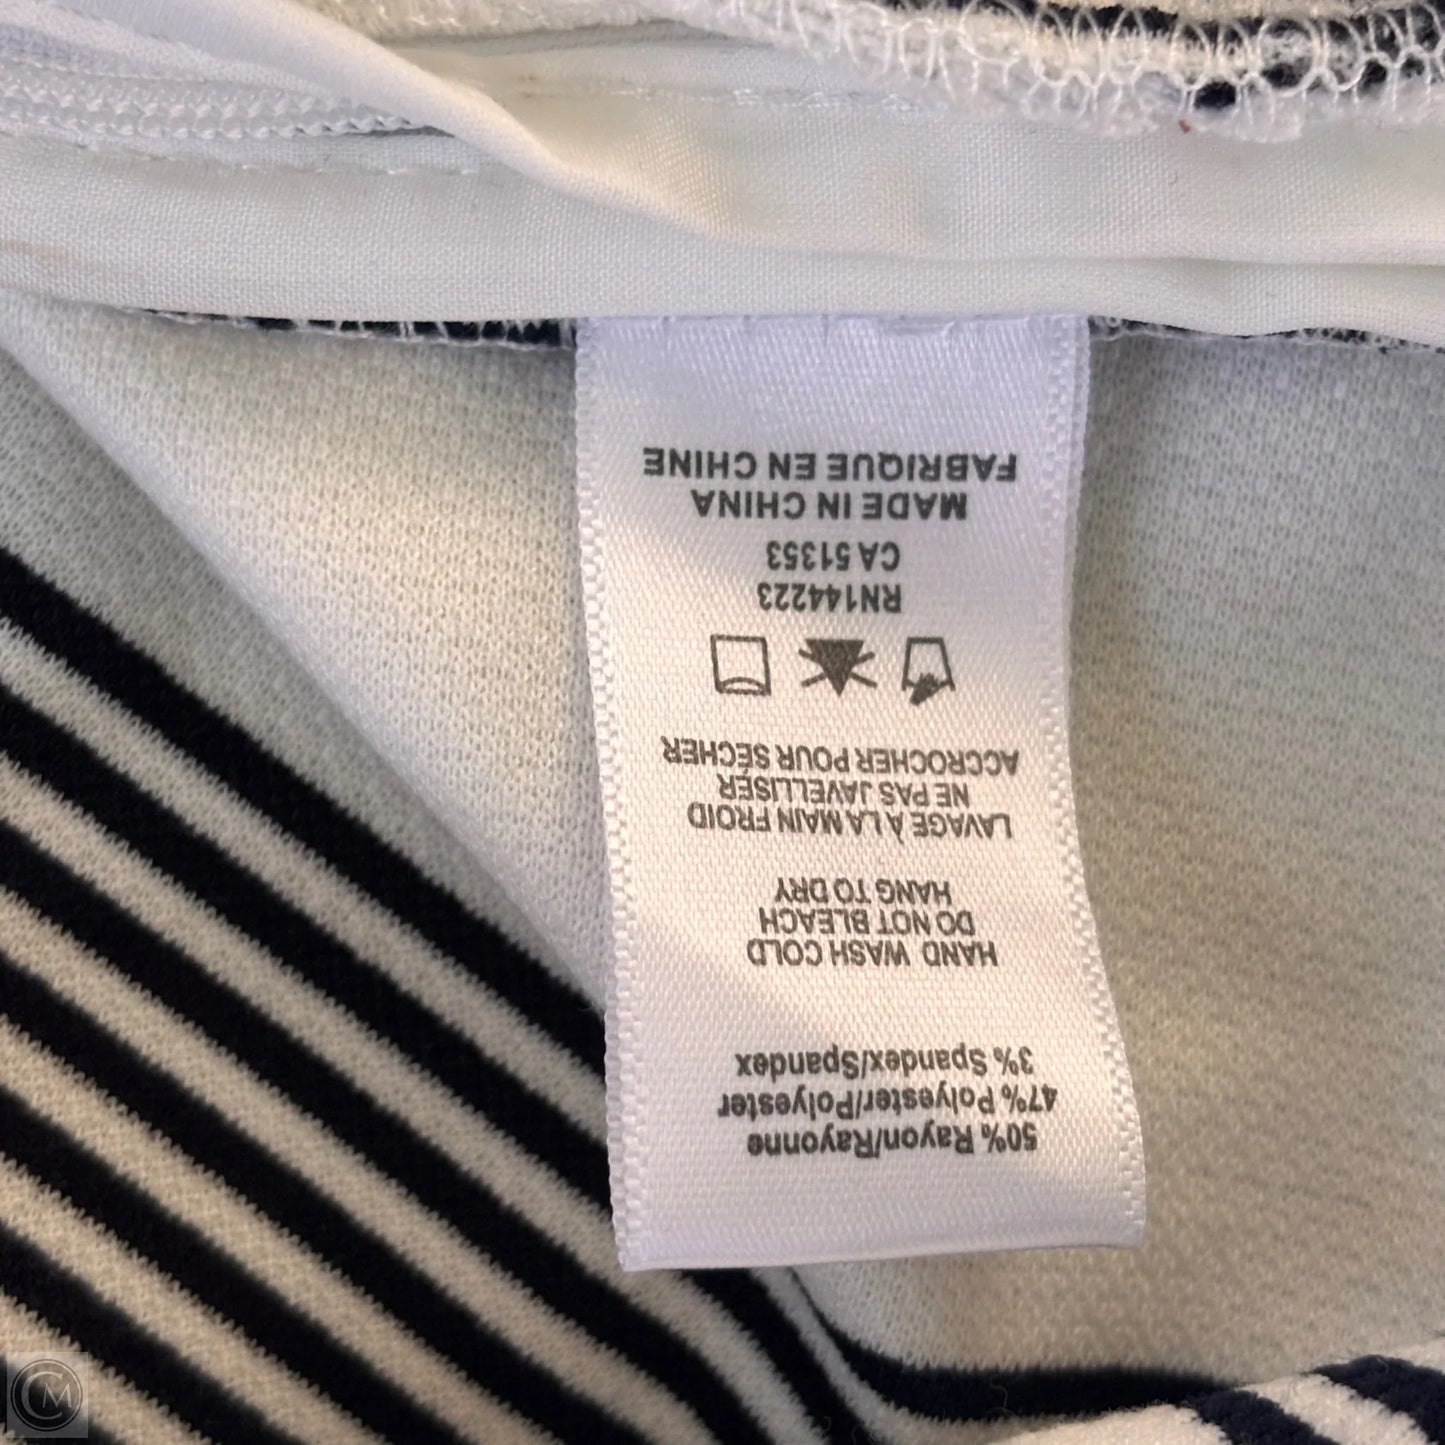 50% Rayon/Rayonne
47% Polyester/Polyester
3% Spandex/Spandex
HAND WASH COLD
DO NOT BLEACH
HANG TO DRY
LAVAGE À LA MAIN FROID
NE PAS JAVELLISER
ACCROCHER POUR SÉCHER
RN144223
CA 51353
MADE IN CHINA
FABRIQUE EN CHINE
CM